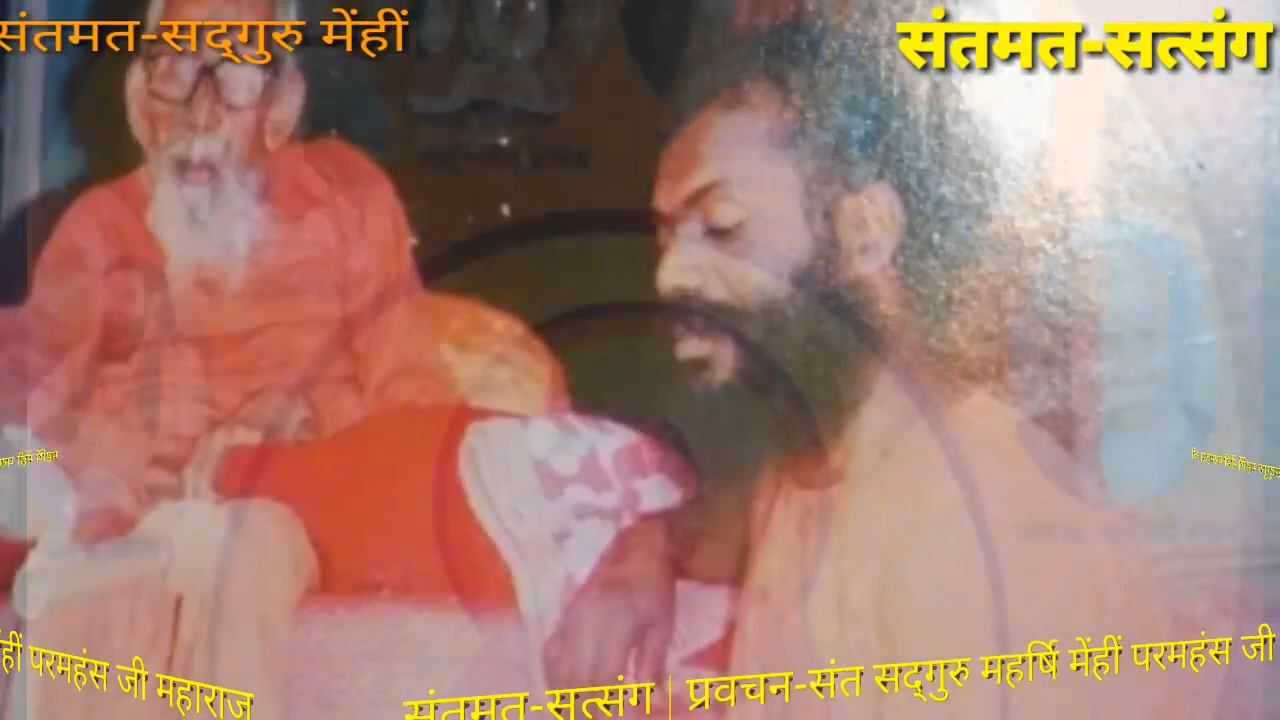 संतमत-सद्गुरु मेंहीं
संतमत-सत्संग
हीं परमहंस जी महाराज
संतमत-सत्संग | प्रवचन-संत सद्गुरु महर्षि मेंहीं परमहंस जी